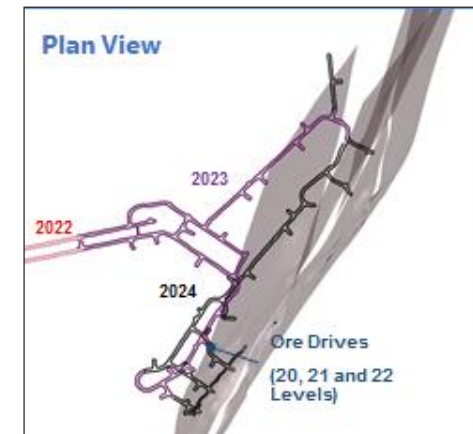 Plan View
2023
2022
2024
Ore Drives
(20, 21 and 22
Levels)